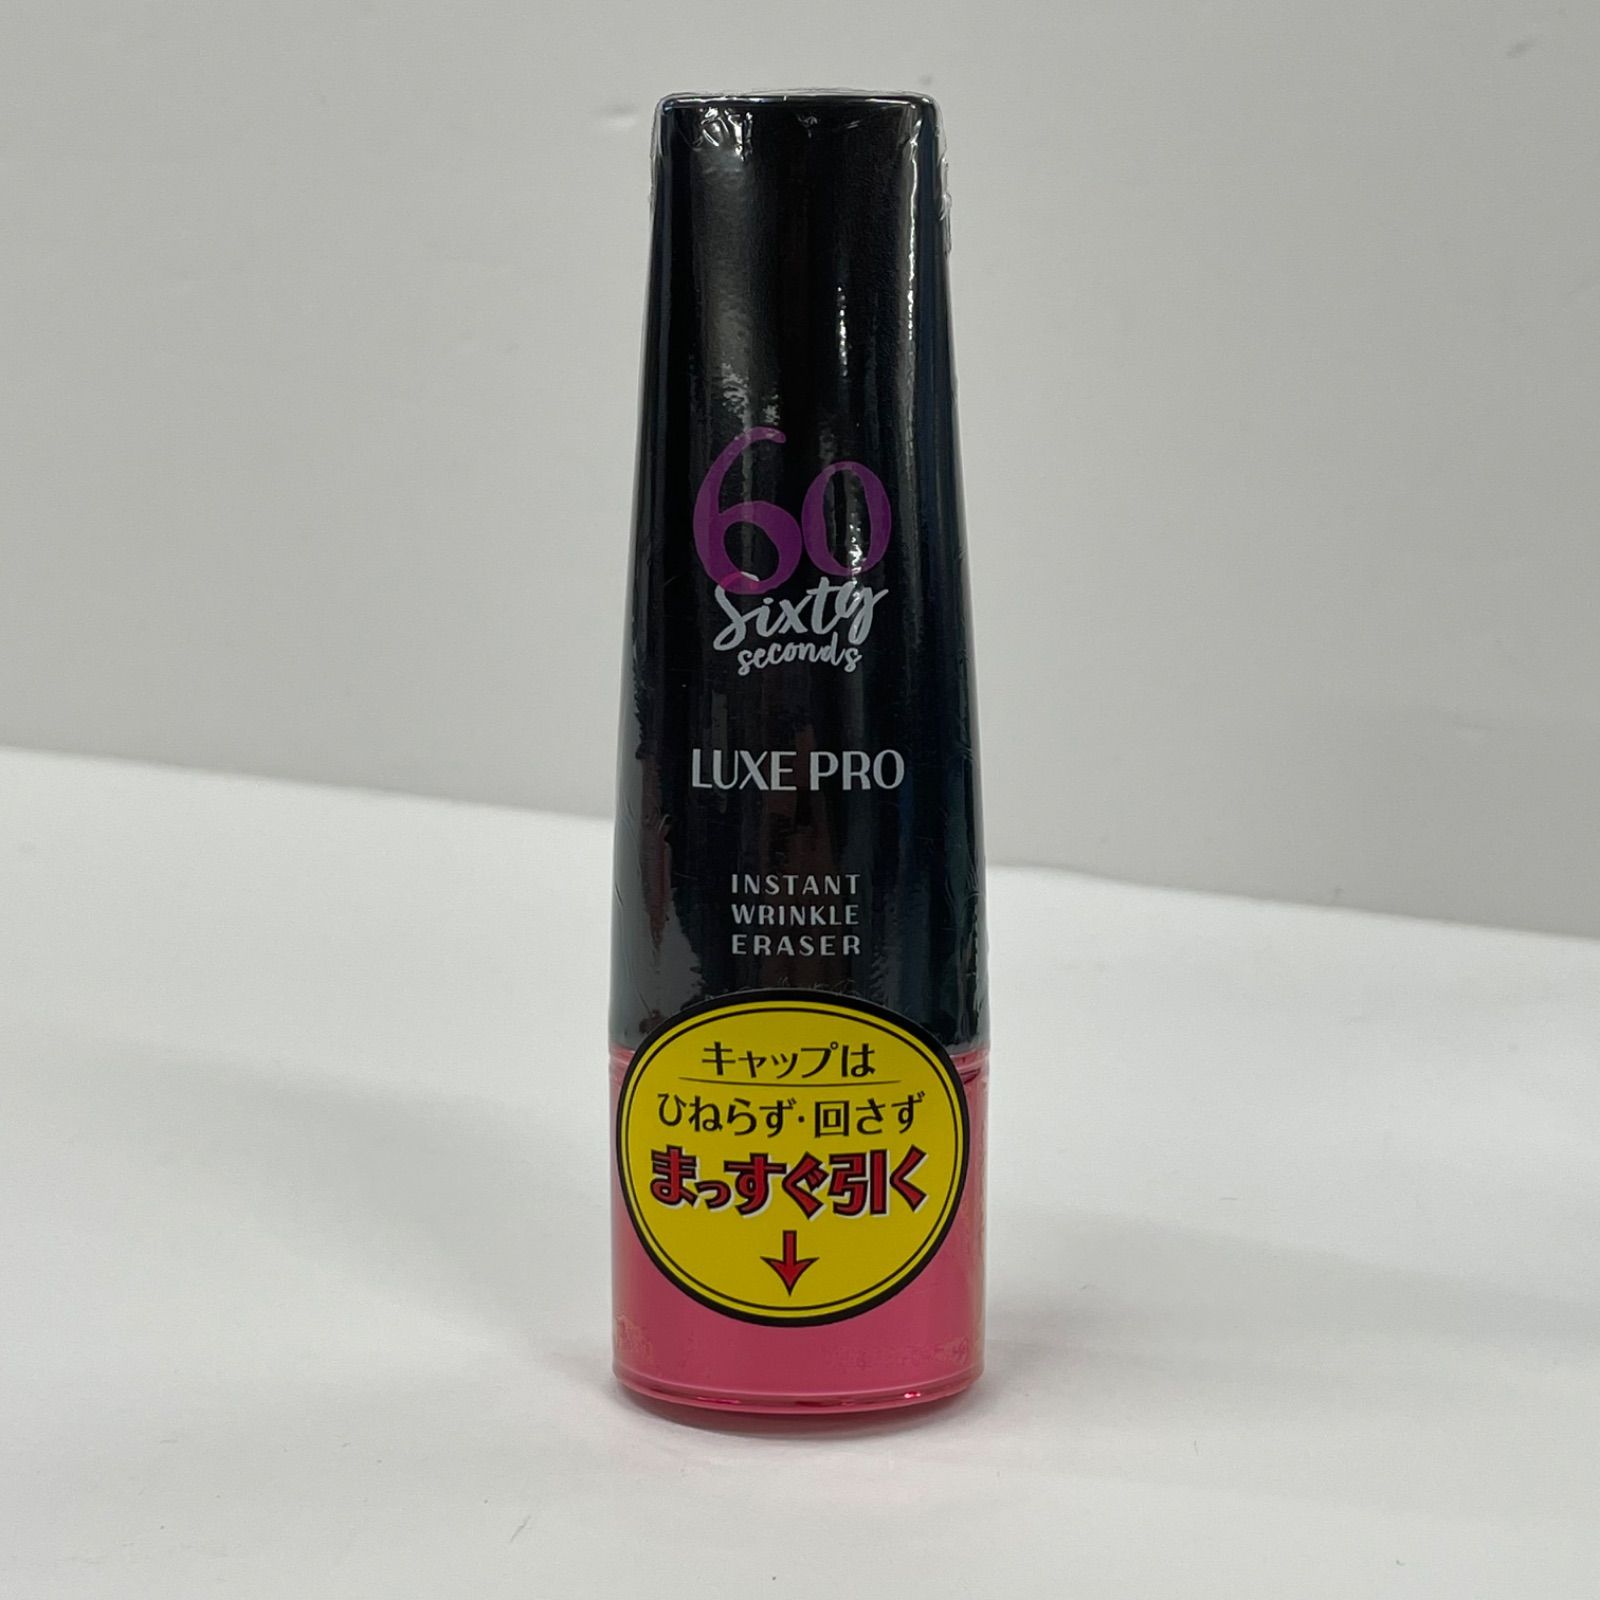 60
Sixty
seconds
LUXE PRO
INSTANT
WRINKLE
ERASER
キャップは
ひねらず・回さず
まっすぐ引く